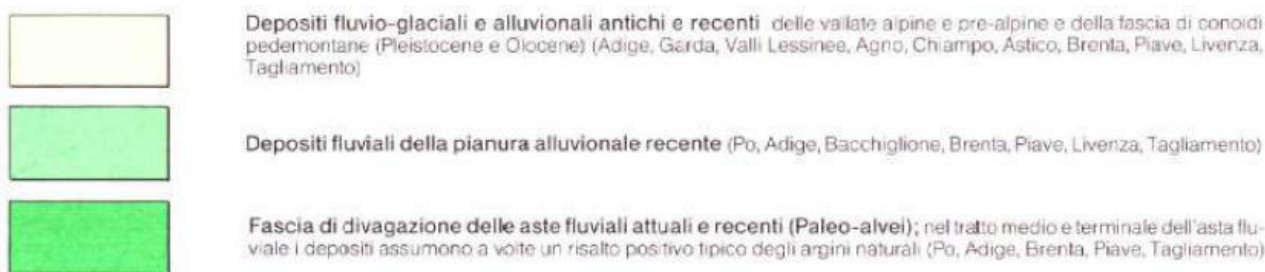 Depositi fluvio-glaciali e alluvionali antichi e recenti delle vallate alpine e pre-alpine e della fascia di conoidi
pedemontane (Pleistocene e Olocene) (Adige, Garda, Valli Lessinee, Agno, Chiampo, Astico, Brenta, Piave, Livenza,
Tagliamento)
Depositi fluviali della pianura alluvionale recente (Po, Adige, Bacchiglione, Brenta, Piave, Livenza, Tagliamento)
Fascia di divagazione delle aste fluviali attuali e recenti (Paleo-alvei); nel tratto medio e terminale dell'asta flu-
viale i depositi assumono a volte un risalto positivo tipico degli argini naturali (Po, Adige, Brenta, Piave, Tagliamento)